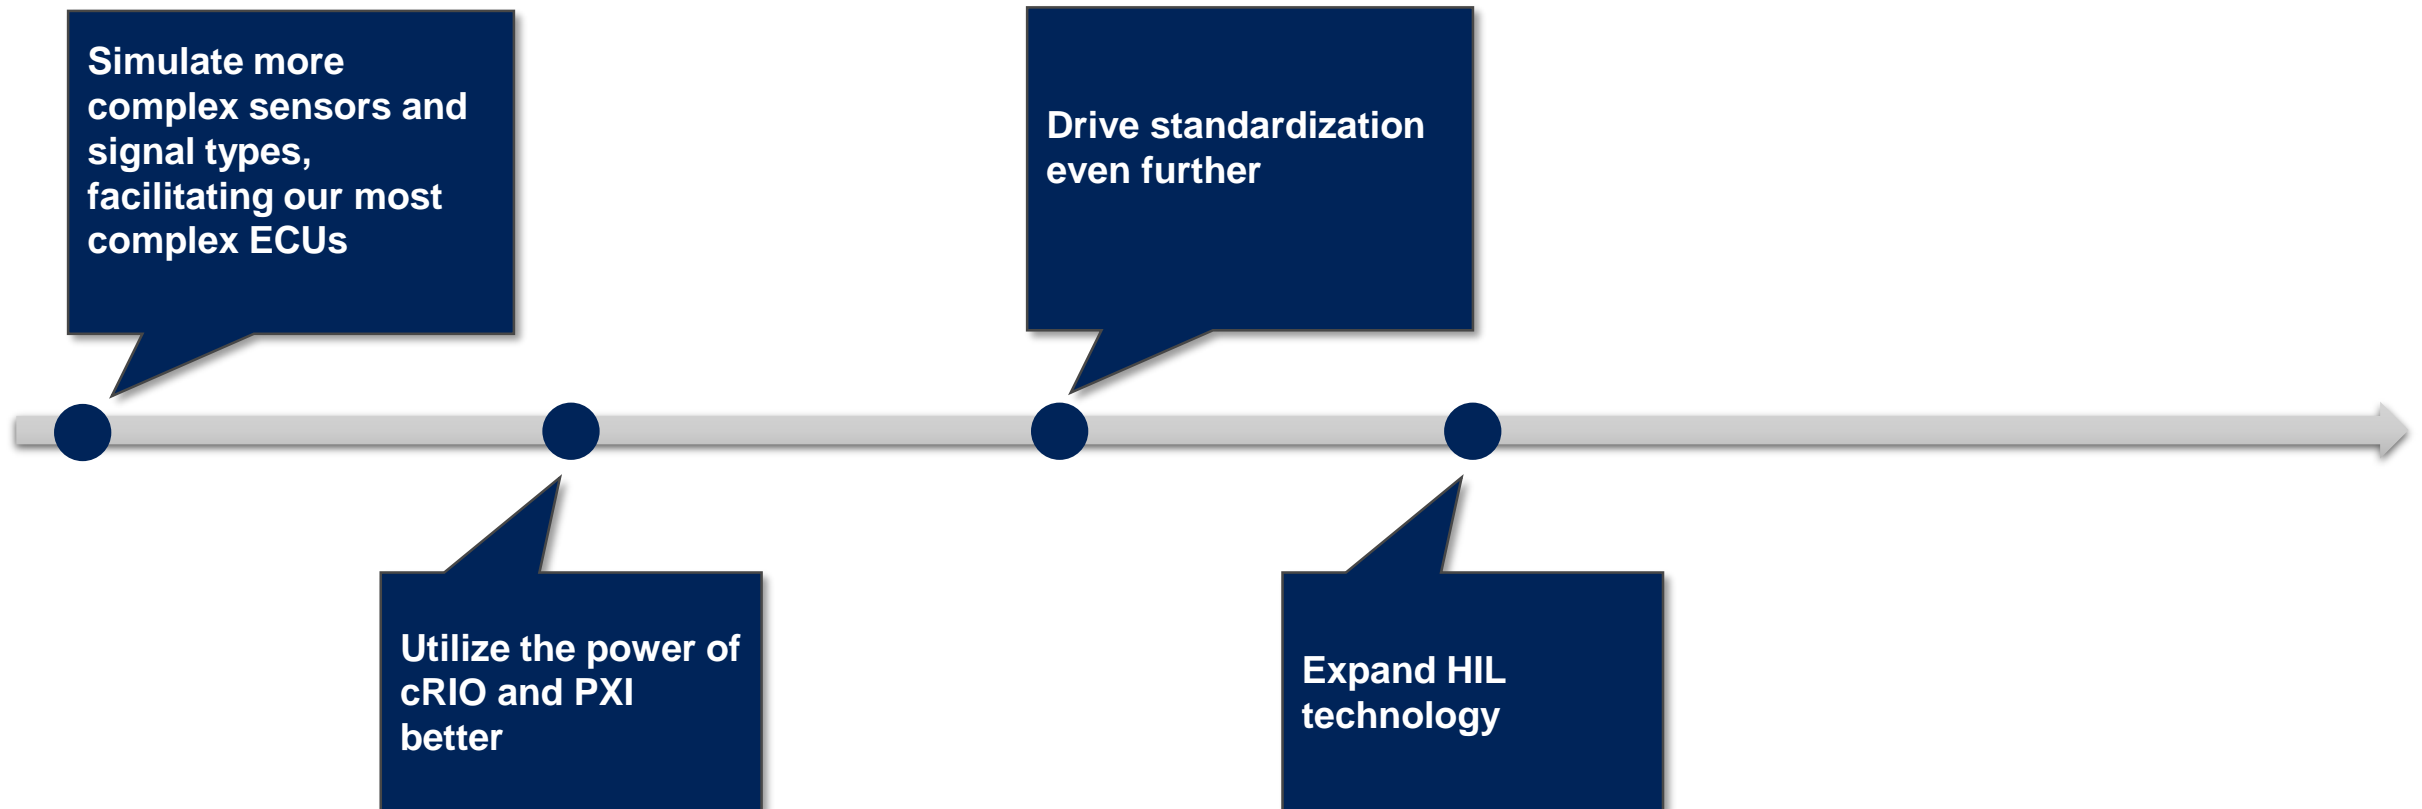 Simulate more
complex sensors and
signal types,
facilitating our most
complex ECUs
Utilize the power of
cRIO and PXI
better
Drive standardization
even further
Expand HIL
technology